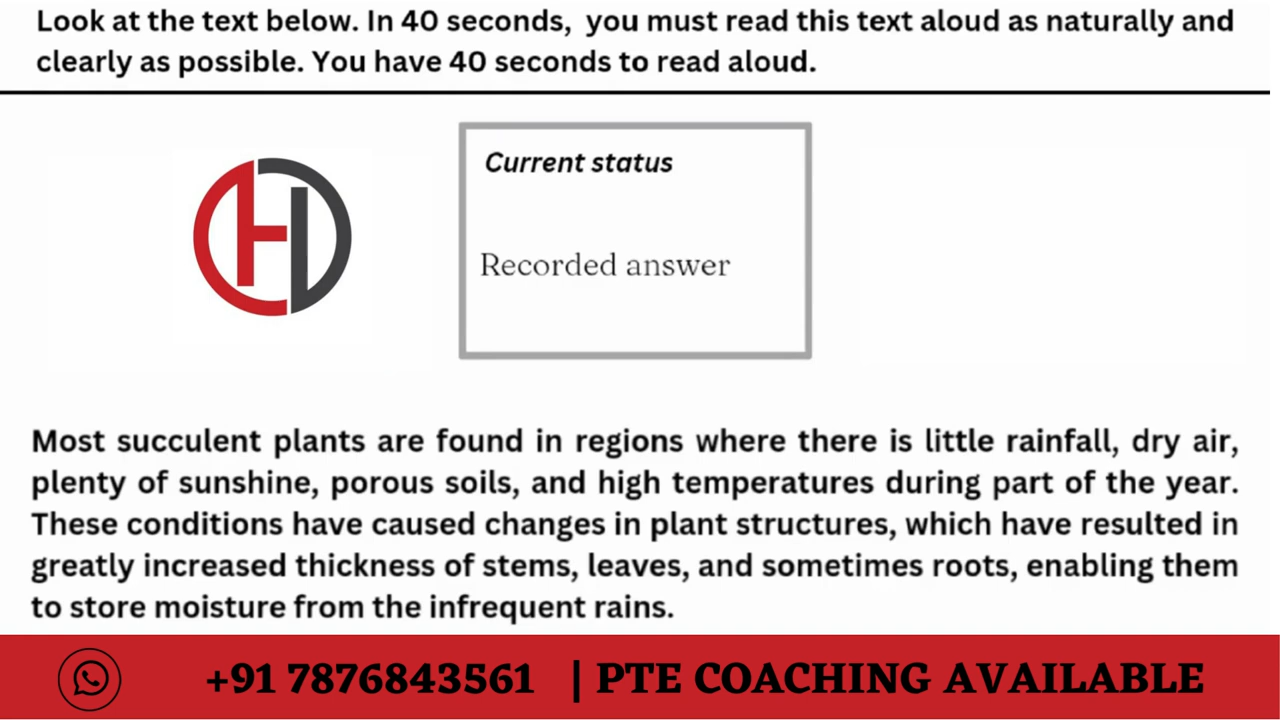 Look at the text below. In 40 seconds, you must read this text aloud as naturally and
clearly as possible. You have 40 seconds to read aloud.
Current status
Recorded answer
Most succulent plants are found in regions where there is little rainfall, dry air,
plenty of sunshine, porous soils, and high temperatures during part of the year.
These conditions have caused changes in plant structures, which have resulted in
greatly increased thickness of stems, leaves, and sometimes roots, enabling them
to store moisture from the infrequent rains.
+91 7876843561 | PTE COACHING AVAILABLE